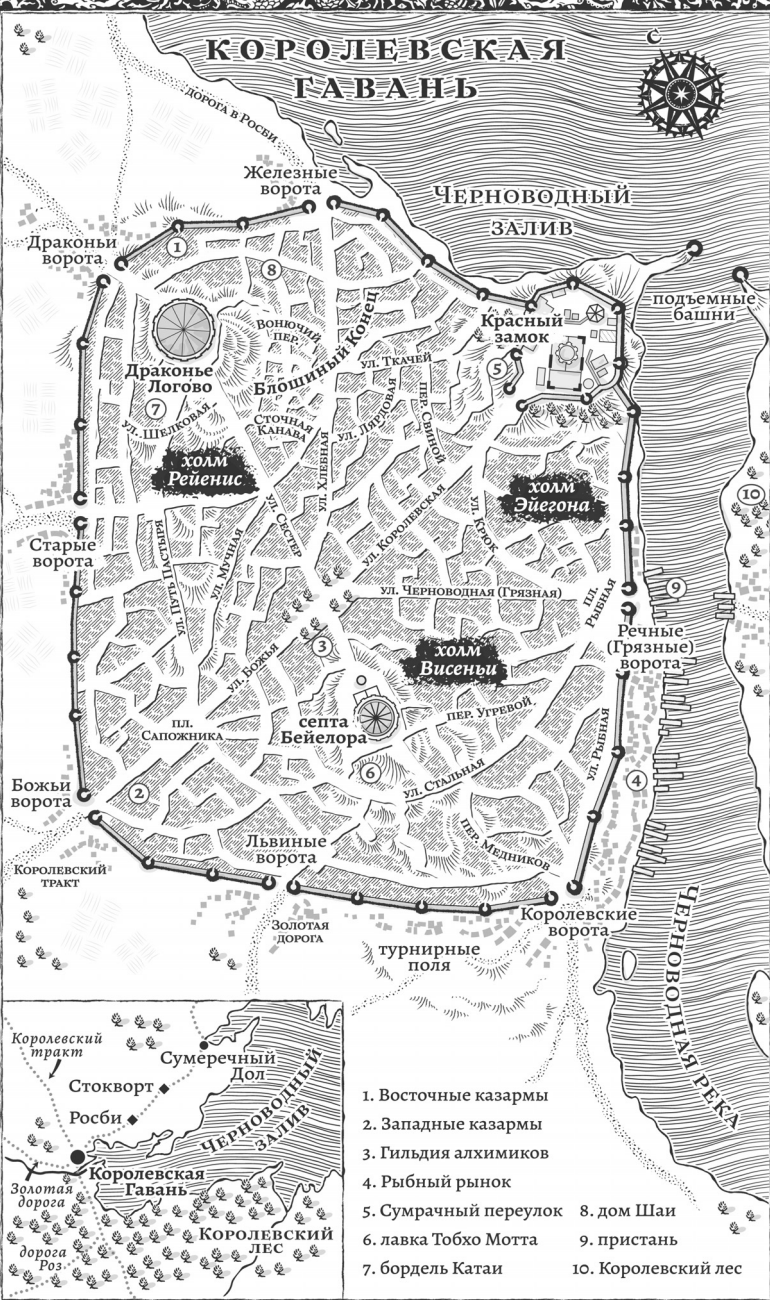 КОРОЛЕВСКАЯ
ГАВАНЬ
С
ДОРОГА В РОСБИ
Железные
ворота
Черноводный
залив
Драконьи
ворота
1
8
подъемные
башни
Вонючий
пер.
Блошиный Конец
Красный
замок
ул. Ткачей
5
Драконье
Логово
7
ул. Шелковая
Сточная
Канава
ул. Хлебная
ул. Лярдовая
пер. Свиной
холм
Рейенис
холм
Эйегона
10
ул. Сестер
ул. Королевская
ул. Крюк
Старые
ворота
ул. Путь Пастыря
ул. Мучная
ул. Черноводная (Грязная)
пл.
Рыбная
9
Речные
(Грязные)
ворота
3
холм
Висеньи
ул. Божья
пл.
Сапожника
септа
Бейелора
пер. Угревой
ул. Рыбная
6
ул. Стальная
4
Божьи
ворота
2
Львиные
ворота
пер. Медников
Королевский
тракт
Золотая
дорога
Королевские
ворота
турнирные
поля
Черноводная река
Королевский
тракт
Сумеречный
Дол
Стокворт
Росби
Черноводный
залив
Королевская
Гавань
Золотая
дорога
Королевский
лес
дорога
Роз
1. Восточные казармы
2. Западные казармы
3. Гильдия алхимиков
4. Рыбный рынок
5. Сумрачный переулок
6. лавка Тобхо Мотта
7. бордель Катаи
8. дом Шаи
9. пристань
10. Королевский лес